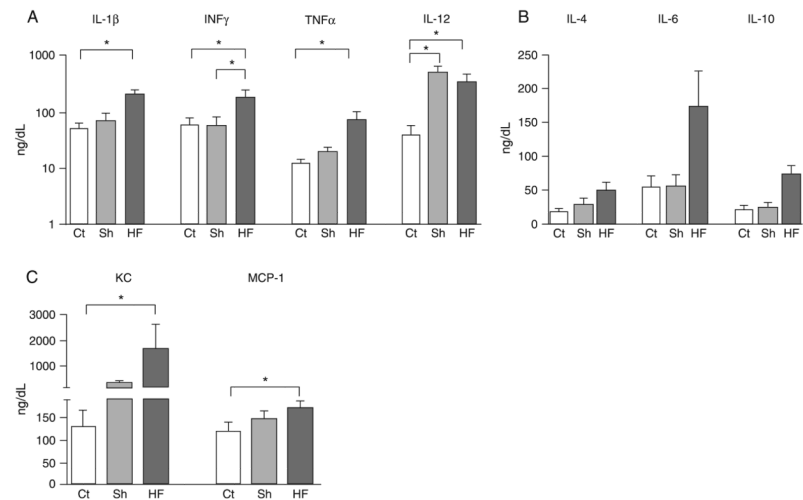 A
IL-1β INFγ TNFα IL-12
* * * * * *
1000
100
10
1
ng/dL
Ct Sh HF Ct Sh HF Ct Sh HF Ct Sh HF
B
IL-4 IL-6 IL-10
250
200
150
100
50
0
ng/dL
Ct Sh HF Ct Sh HF Ct Sh HF
C
KC MCP-1
* *
3000
2000
1000
150
100
50
0
ng/dL
Ct Sh HF Ct Sh HF